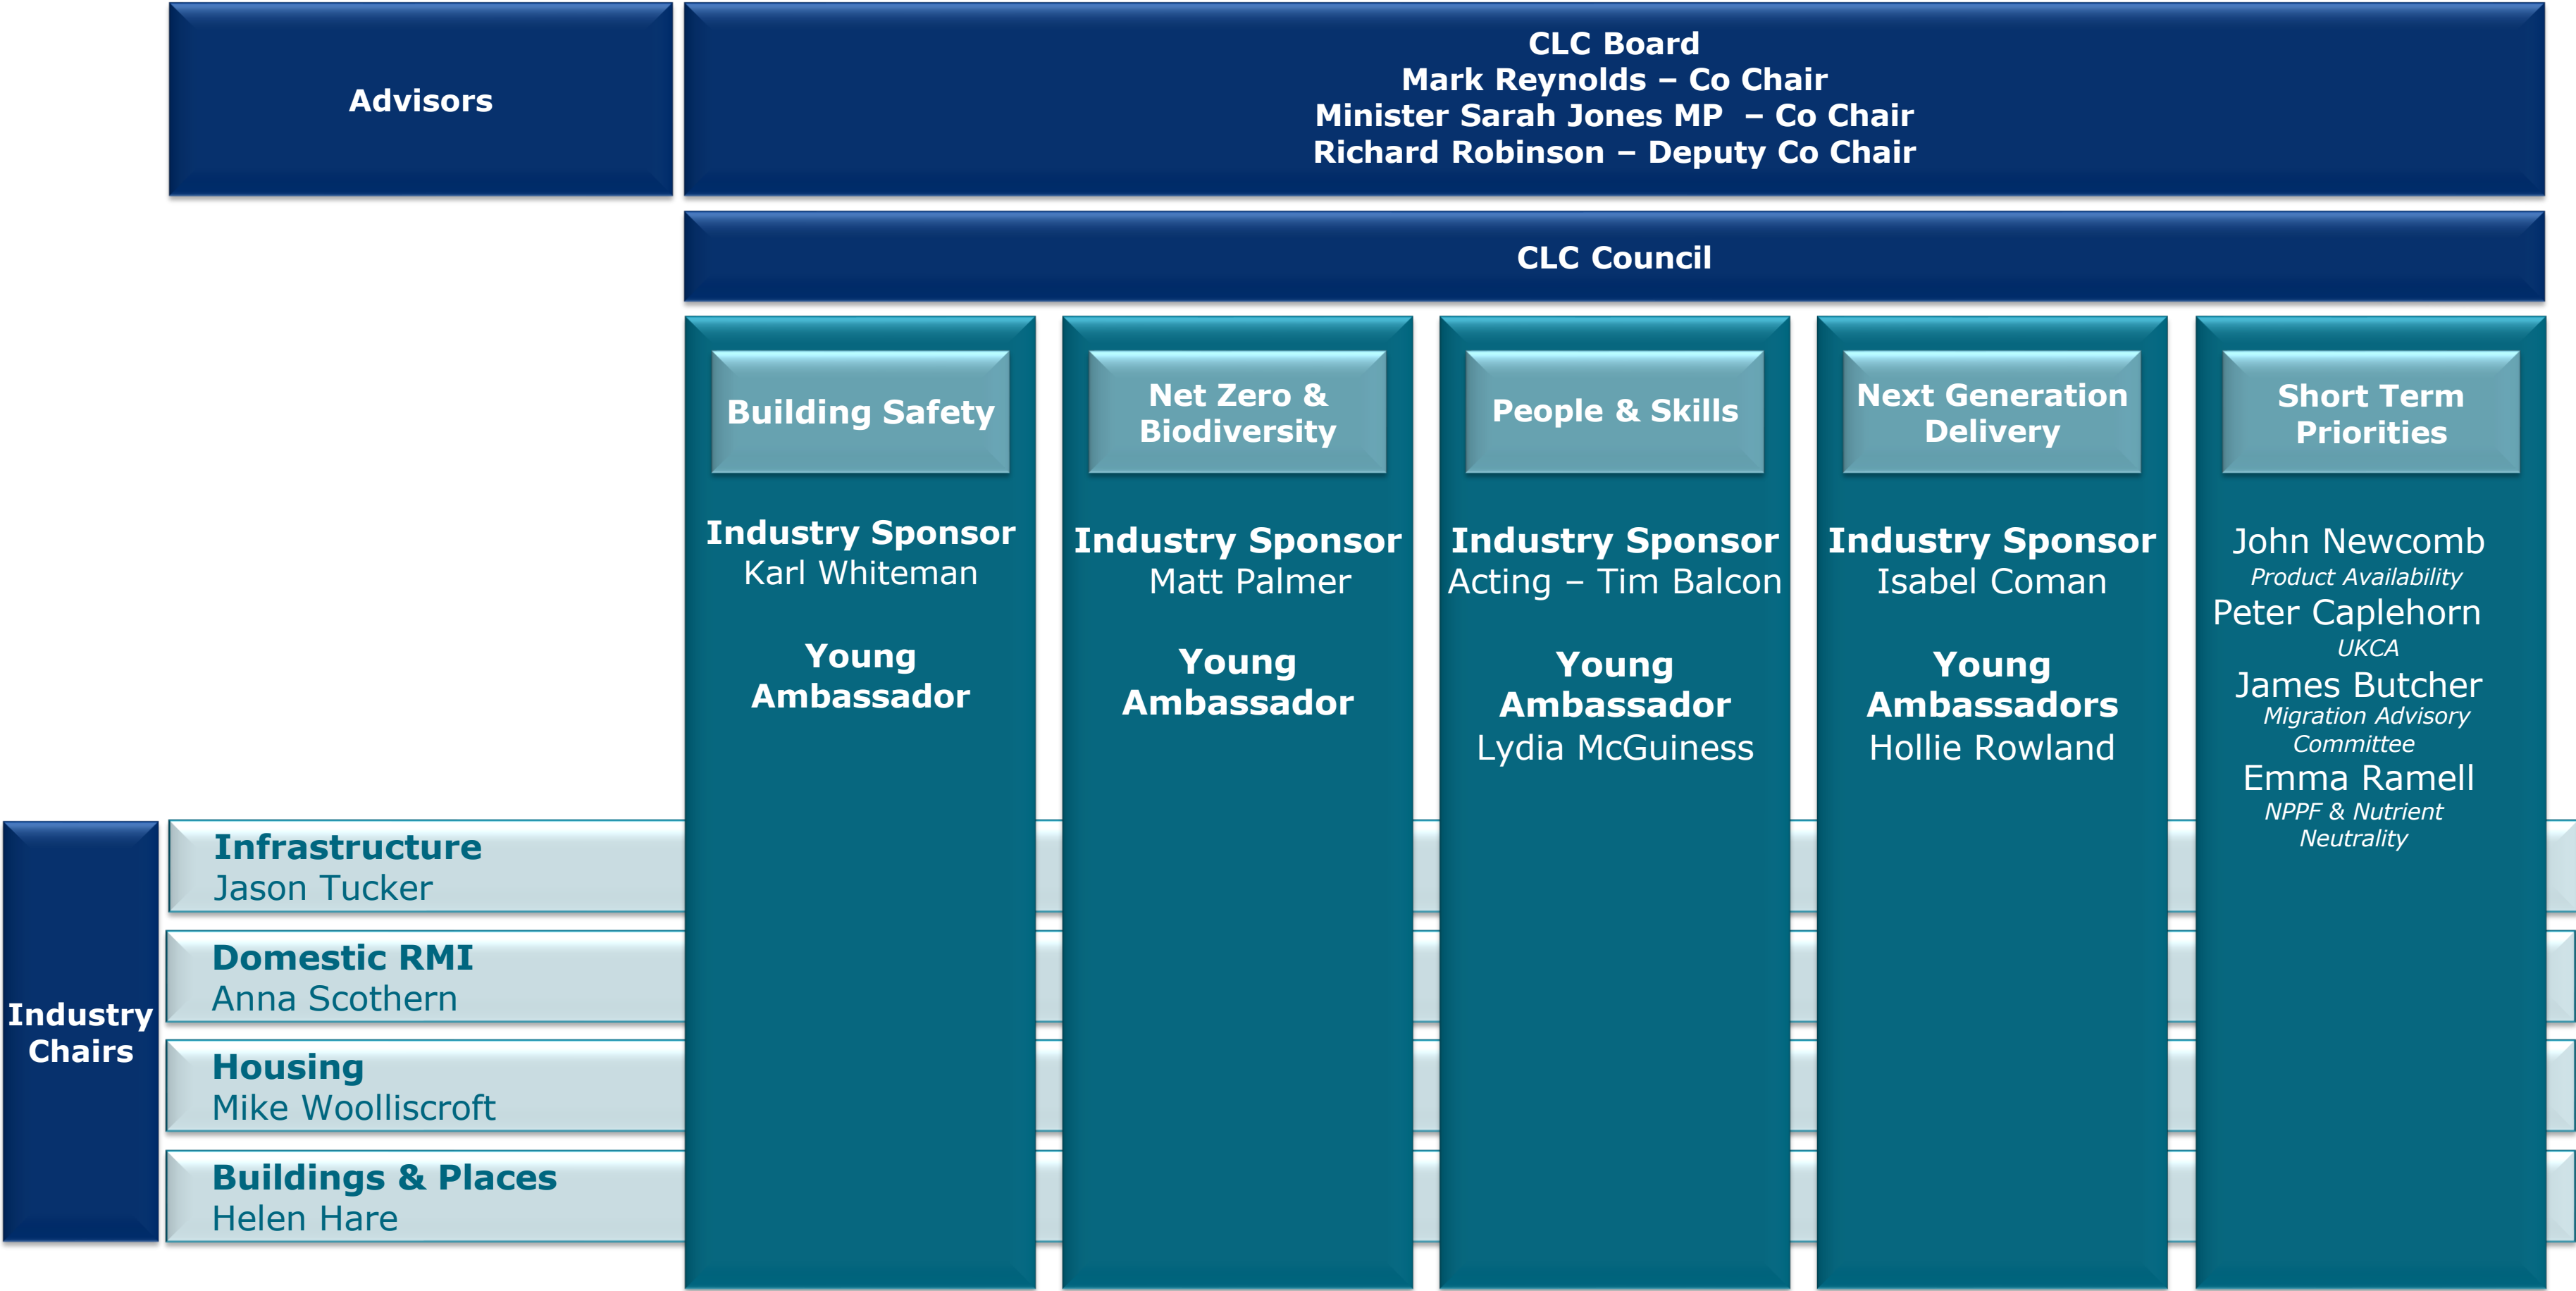 Advisors
CLC Board
Mark Reynolds – Co Chair
Minister Sarah Jones MP – Co Chair
Richard Robinson – Deputy Co Chair
CLC Council
Building Safety
Industry Sponsor
Karl Whiteman
Young
Ambassador
Net Zero &
Biodiversity
Industry Sponsor
Matt Palmer
Young
Ambassador
People & Skills
Industry Sponsor
Acting – Tim Balcon
Young
Ambassador
Lydia McGuiness
Next Generation
Delivery
Industry Sponsor
Isabel Coman
Young
Ambassadors
Hollie Rowland
Short Term
Priorities
John Newcomb
Product Availability
Peter Caplehorn
UKCA
James Butcher
Migration Advisory
Committee
Emma Ramell
NPPF & Nutrient
Neutrality
Industry
Chairs
Infrastructure
Jason Tucker
Domestic RMI
Anna Scothern
Housing
Mike Woolliscroft
Buildings & Places
Helen Hare